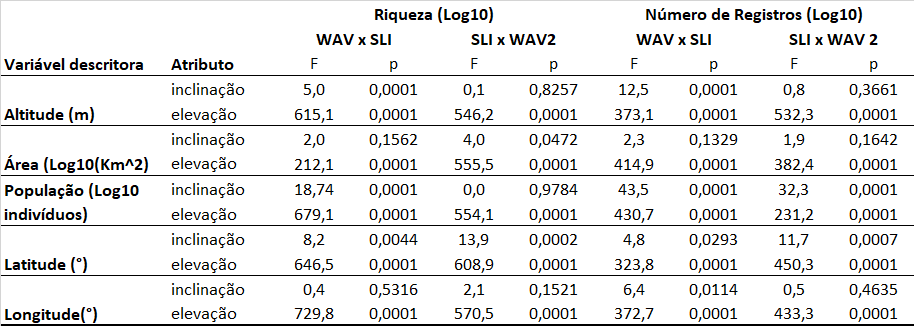 Riqueza (Log10) Número de Registros (Log10)
WAV x SLI SLI x WAV2 WAV x SLI SLI x WAV 2
Variável descritora Atributo F p F p F p F p
inclinação 5,0 0,0001 0,1 0,8257 12,5 0,0001 0,8 0,3661
Altitude (m) elevação 615,1 0,0001 546,2 0,0001 373,1 0,0001 532,3 0,0001
inclinação 2,0 0,1562 4,0 0,0472 2,3 0,1329 1,9 0,1642
Área (Log10(Km^2) elevação 212,1 0,0001 555,5 0,0001 414,9 0,0001 382,4 0,0001
População (Log10 inclinação 18,74 0,0001 0,0 0,9784 43,5 0,0001 32,3 0,0001
indivíduos) elevação 679,1 0,0001 554,1 0,0001 430,7 0,0001 231,2 0,0001
inclinação 8,2 0,0044 13,9 0,0002 4,8 0,0293 11,7 0,0007
Latitude (°) elevação 646,5 0,0001 608,9 0,0001 323,8 0,0001 450,3 0,0001
inclinação 0,4 0,5316 2,1 0,1521 6,4 0,0114 0,5 0,4635
Longitude(°) elevação 729,8 0,0001 570,5 0,0001 372,7 0,0001 433,3 0,0001